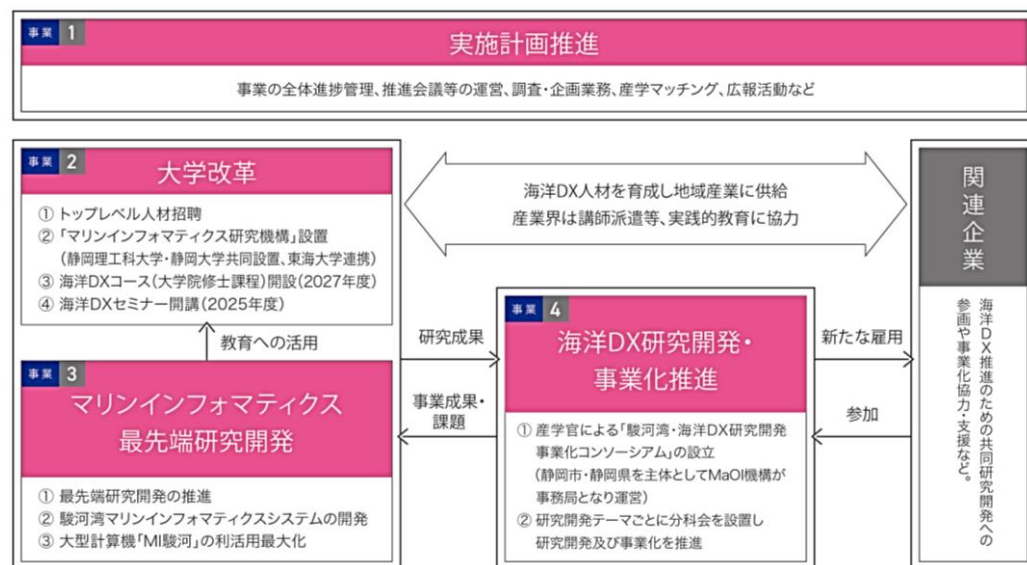 事業 1
実施計画推進
事業の全体進捗管理、推進会議等の運営、調査・企画業務、産学マッチング、広報活動など
事業 2
大学改革
① トップレベル人材招聘
② 「マリンインフォマティクス研究機構」設置
(静岡理工科大学・静岡大学共同設置、東海大学連携)
③ 海洋DXコース(大学院修士課程)開設(2027年度)
④ 海洋DXセミナー開講(2025年度)
海洋DX人材を育成し地域産業に供給
産業界は講師派遣等、実践的教育に協力
関連企業
海洋DX推進のための共同研究開発への
参画や事業化協力・支援など。
教育への活用
事業 3
マリンインフォマティクス
最先端研究開発
① 最先端研究開発の推進
② 駿河湾マリンインフォマティクスシステムの開発
③ 大型計算機「MI駿河」の利活用最大化
研究成果
事業成果・
課題
事業 4
海洋DX研究開発・
事業化推進
① 産学官による「駿河湾・海洋DX研究開発
事業化コンソーシアム」の設立
(静岡市・静岡県を主体としてMaOI機構が
事務局となり運営)
② 研究開発テーマごとに分科会を設置し
研究開発及び事業化を推進
新たな雇用
参加